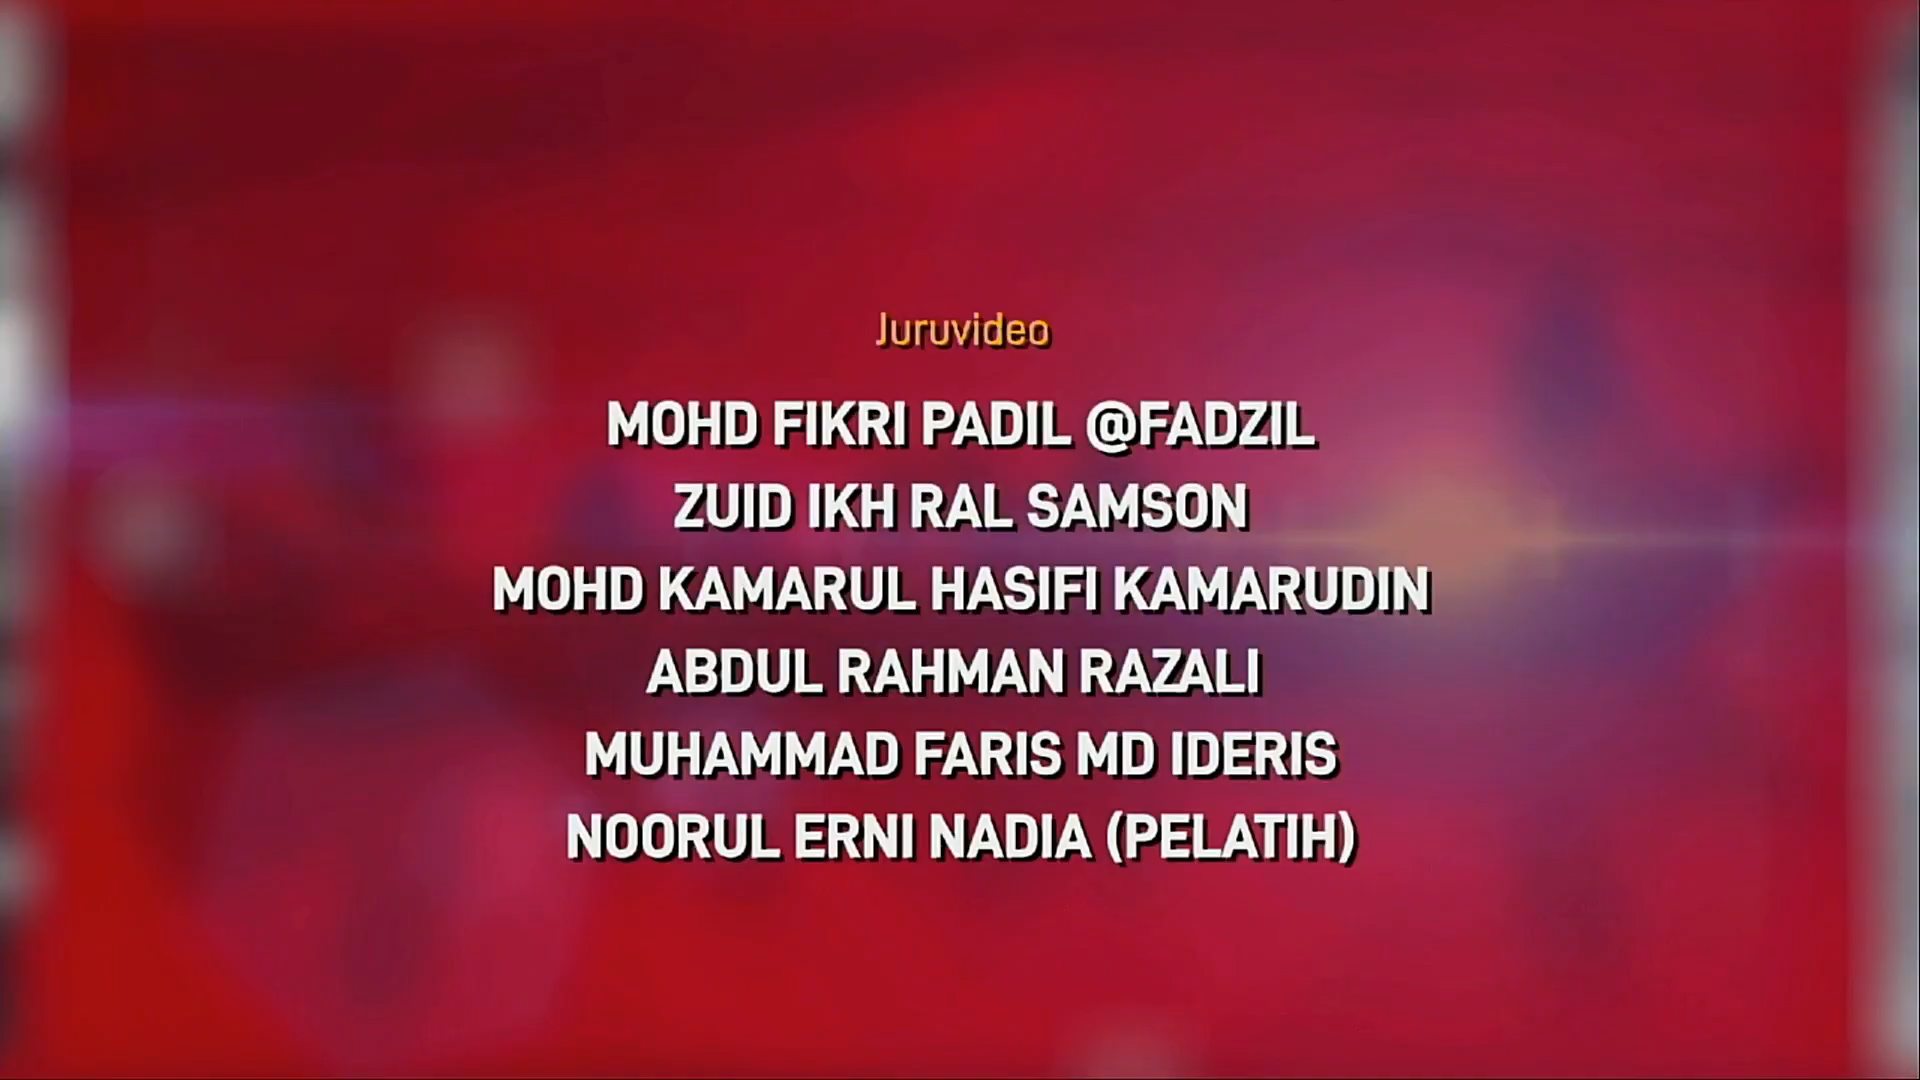 Juruvideo
MOHD FIKRI PADIL @FADZIL
ZUID IKH RAL SAMSON
MOHD KAMARUL HASIFI KAMARUDIN
ABDUL RAHMAN RAZALI
MUHAMMAD FARIS MD IDERIS
NOORUL ERNI NADIA (PELATIH)